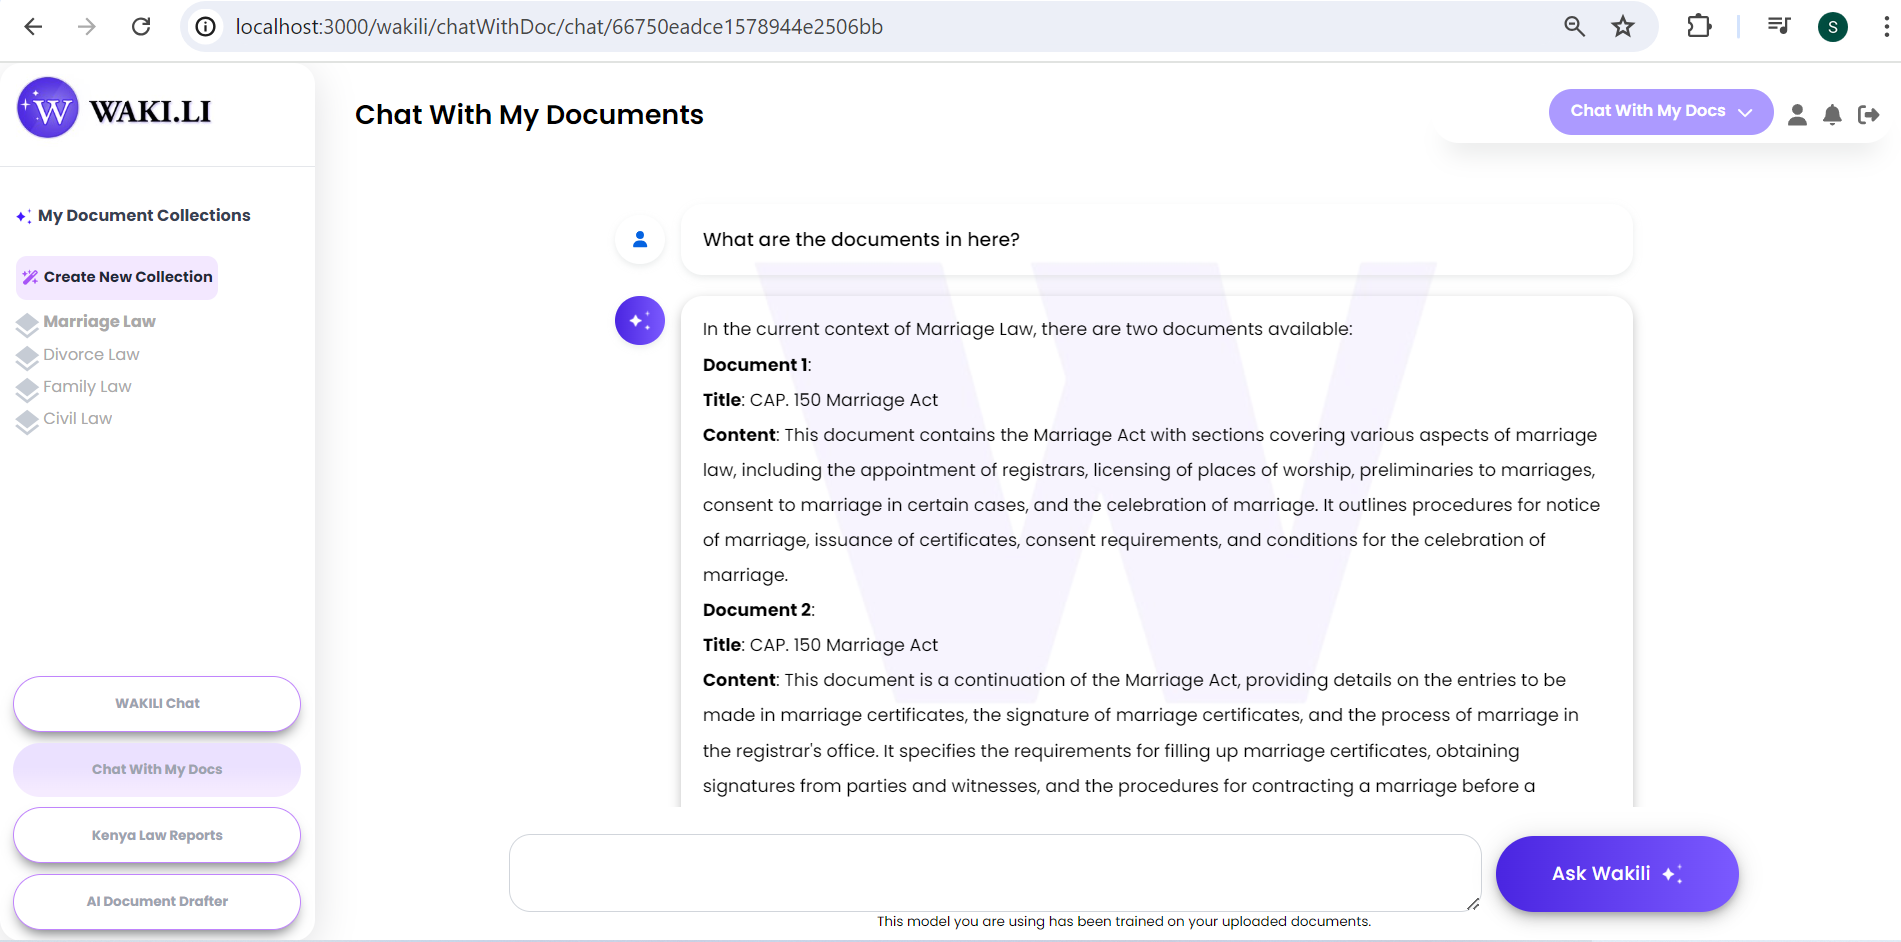 localhost:3000/wakili/chatWithDoc/chat/66750eadce1578944e2506bb
S
W WAKI.LI
Chat With My Documents
Chat With My Docs
My Document Collections
Create New Collection
Marriage Law
Divorce Law
Family Law
Civil Law
WAKILI Chat
Chat With My Docs
Kenya Law Reports
AI Document Drafter
What are the documents in here?
In the current context of Marriage Law, there are two documents available:
Document 1:
Title: CAP. 150 Marriage Act
Content: This document contains the Marriage Act with sections covering various aspects of marriage
law, including the appointment of registrars, licensing of places of worship, preliminaries to marriages,
consent to marriage in certain cases, and the celebration of marriage. It outlines procedures for notice
of marriage, issuance of certificates, consent requirements, and conditions for the celebration of
marriage.
Document 2:
Title: CAP. 150 Marriage Act
Content: This document is a continuation of the Marriage Act, providing details on the entries to be
made in marriage certificates, the signature of marriage certificates, and the process of marriage in
the registrar's office. It specifies the requirements for filling up marriage certificates, obtaining
signatures from parties and witnesses, and the procedures for contracting a marriage before a
W
Ask Wakili
This model you are using has been trained on your uploaded documents.